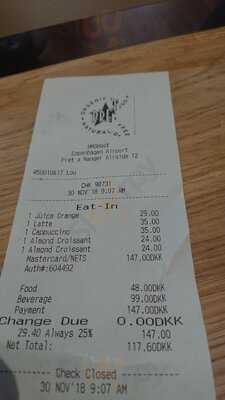 Copenhagen Airport
Pret a Manger Airside T2
CHK 90731
30 NOV'18 9:07 AM
Eat-In
1 Juice Orange 29.00
1 Latte 35.00
1 Cappuccino 35.00
1 Almond Croissant 24.00
1 Almond Croissant 24.00
Mastercard/NETS 147.00DKK
Auth#:604492
Food 48.00DKK
Beverage 99.00DKK
Payment 147.00DKK
Change Due 0.00DKK
29.40 Always 25% 147.00
Net Total: 117.60DKK
Check Closed
30 NOV'18 9:07 AM